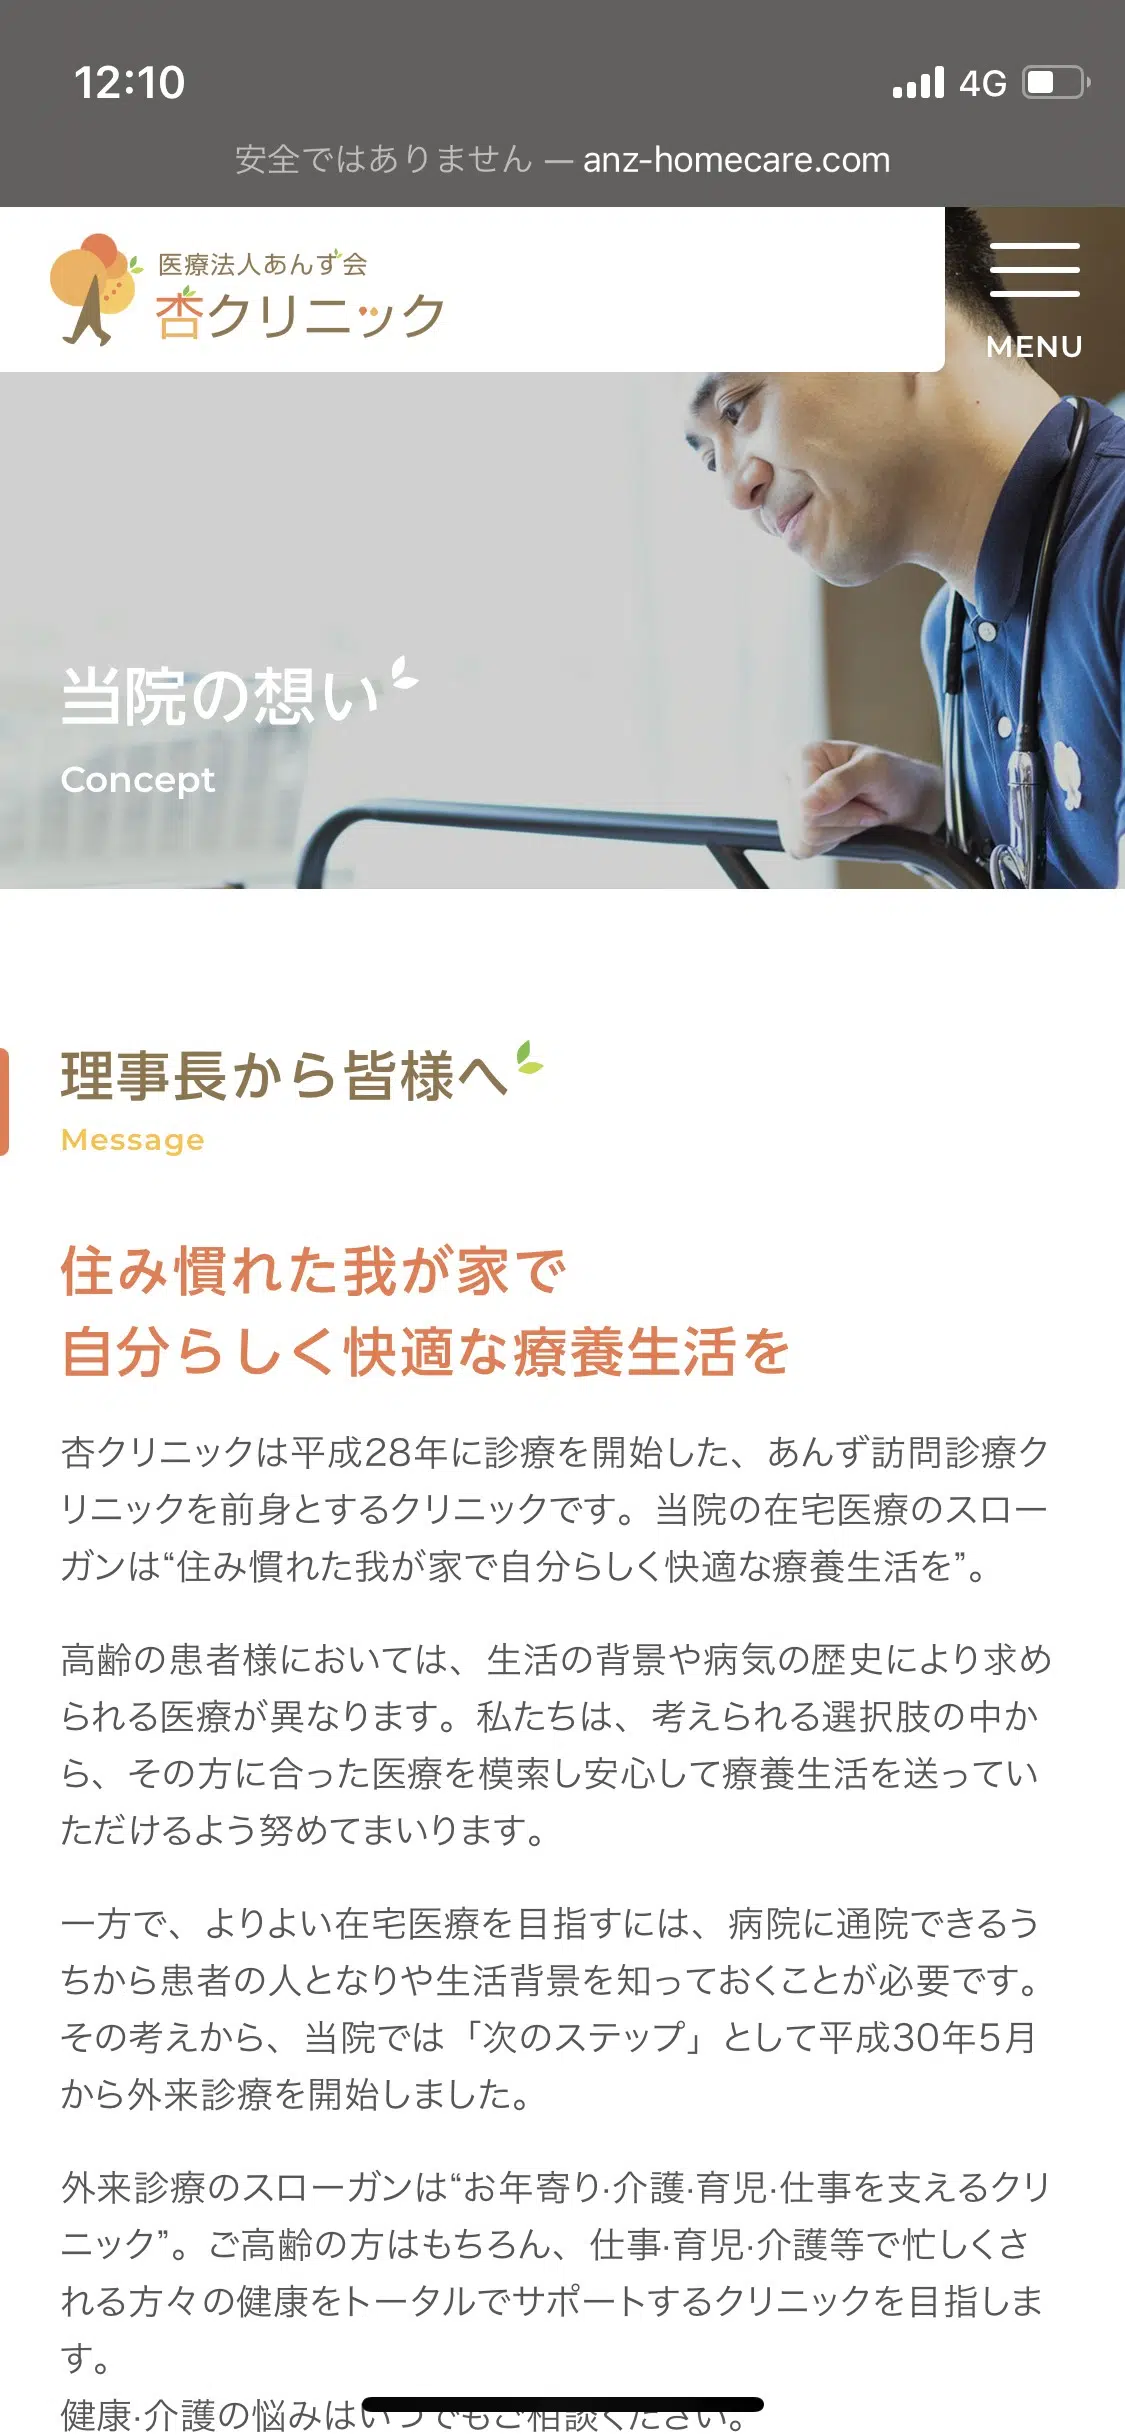 12:10
4G
安全ではありません — anz-homecare.com
医療法人あんず会
杏クリニック
MENU
当院の想い
Concept
理事長から皆様へ
Message
住み慣れた我が家で
自分らしく快適な療養生活を
杏クリニックは平成28年に診療を開始した、あんず訪問診療ク
リニックを前身とするクリニックです。当院の在宅医療のスロー
ガンは“住み慣れた我が家で自分らしく快適な療養生活を”。
高齢の患者様においては、生活の背景や病気の歴史により求め
られる医療が異なります。私たちは、考えられる選択肢の中か
ら、その方に合った医療を模索し安心して療養生活を送ってい
ただけるよう努めてまいります。
一方で、よりよい在宅医療を目指すには、病院に通院できるう
ちから患者の人となりや生活背景を知っておくことが必要です。
その考えから、当院では「次のステップ」として平成30年5月
から外来診療を開始しました。
外来診療のスローガンは“お年寄り·介護·育児·仕事を支えるクリ
ニック”。ご高齢の方はもちろん、仕事·育児·介護等で忙しくさ
れる方々の健康をトータルでサポートするクリニックを目指しま
す。
健康·介護の悩みはいつでもご相談ください。